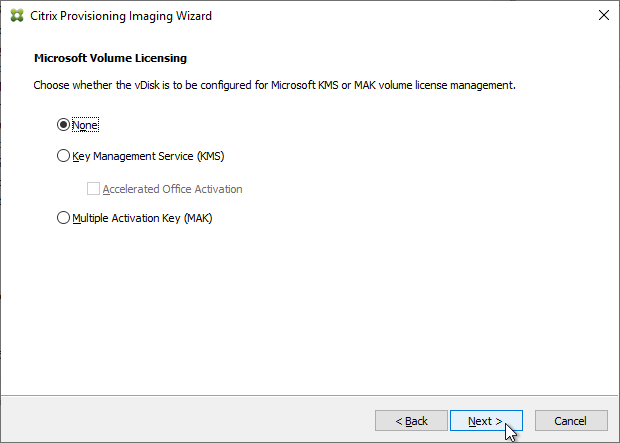 Citrix Provisioning Imaging Wizard
Microsoft Volume Licensing
Choose whether the vDisk is to be configured for Microsoft KMS or MAK volume license management.
None
Key Management Service (KMS)
Accelerated Office Activation
Multiple Activation Key (MAK)
< Back Next > Cancel